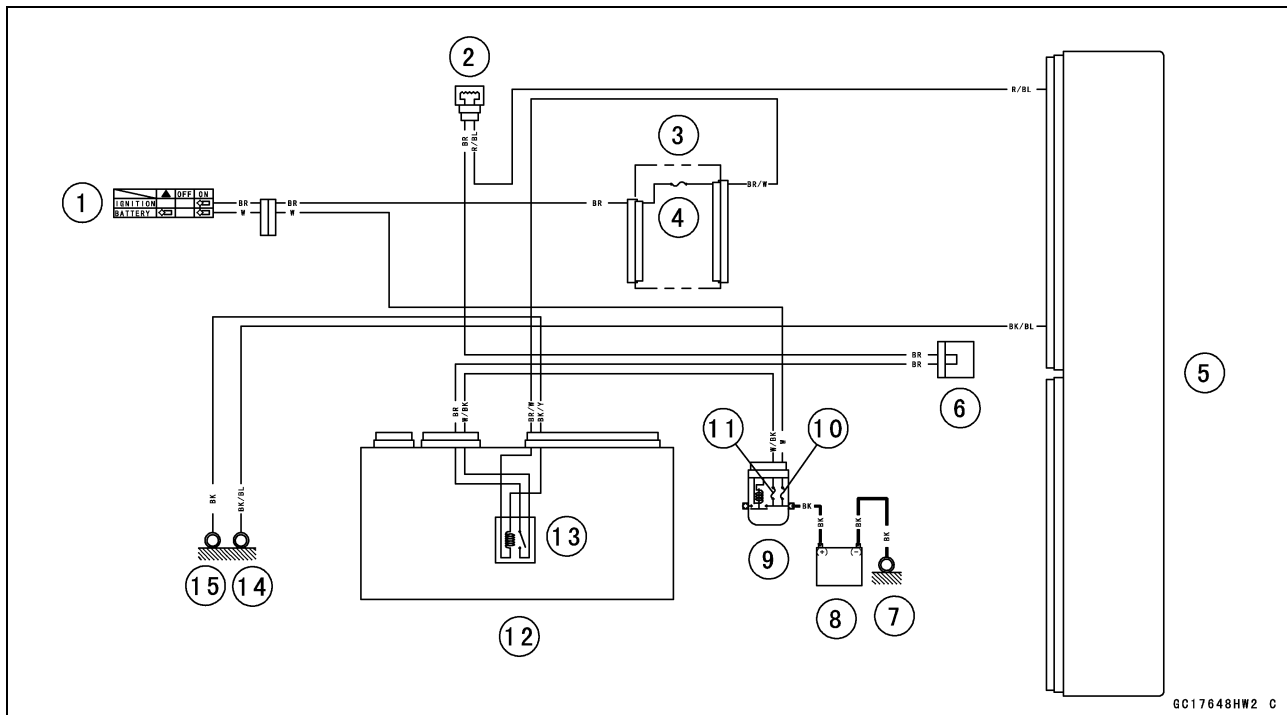 2
R/BL
BR
R/BL
3
BR/W
1
OFF ON
IGNITION
BATTERY
BR
W
BR
W
BR
4
BK/BL
BR
BR
6
5
BR
W/BK
BR/W
BK/Y
11
10
W/BK
W
BK
BK/BL
BK
BK
BK
(+)
(-)
13
9
15
14
8
7
12
GC17648HW2 C